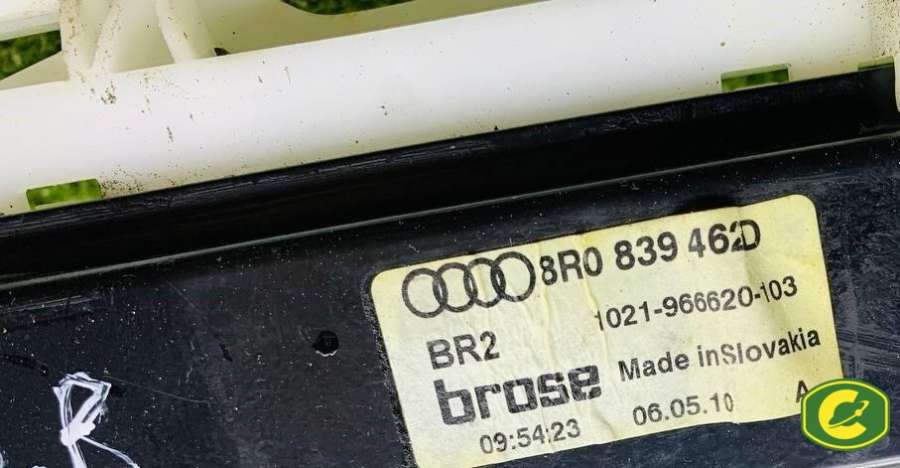 8R0 839 462D
1021-966620-103
BR2
brose Made inSlovakia
09:54:23 06.05.10 A
R